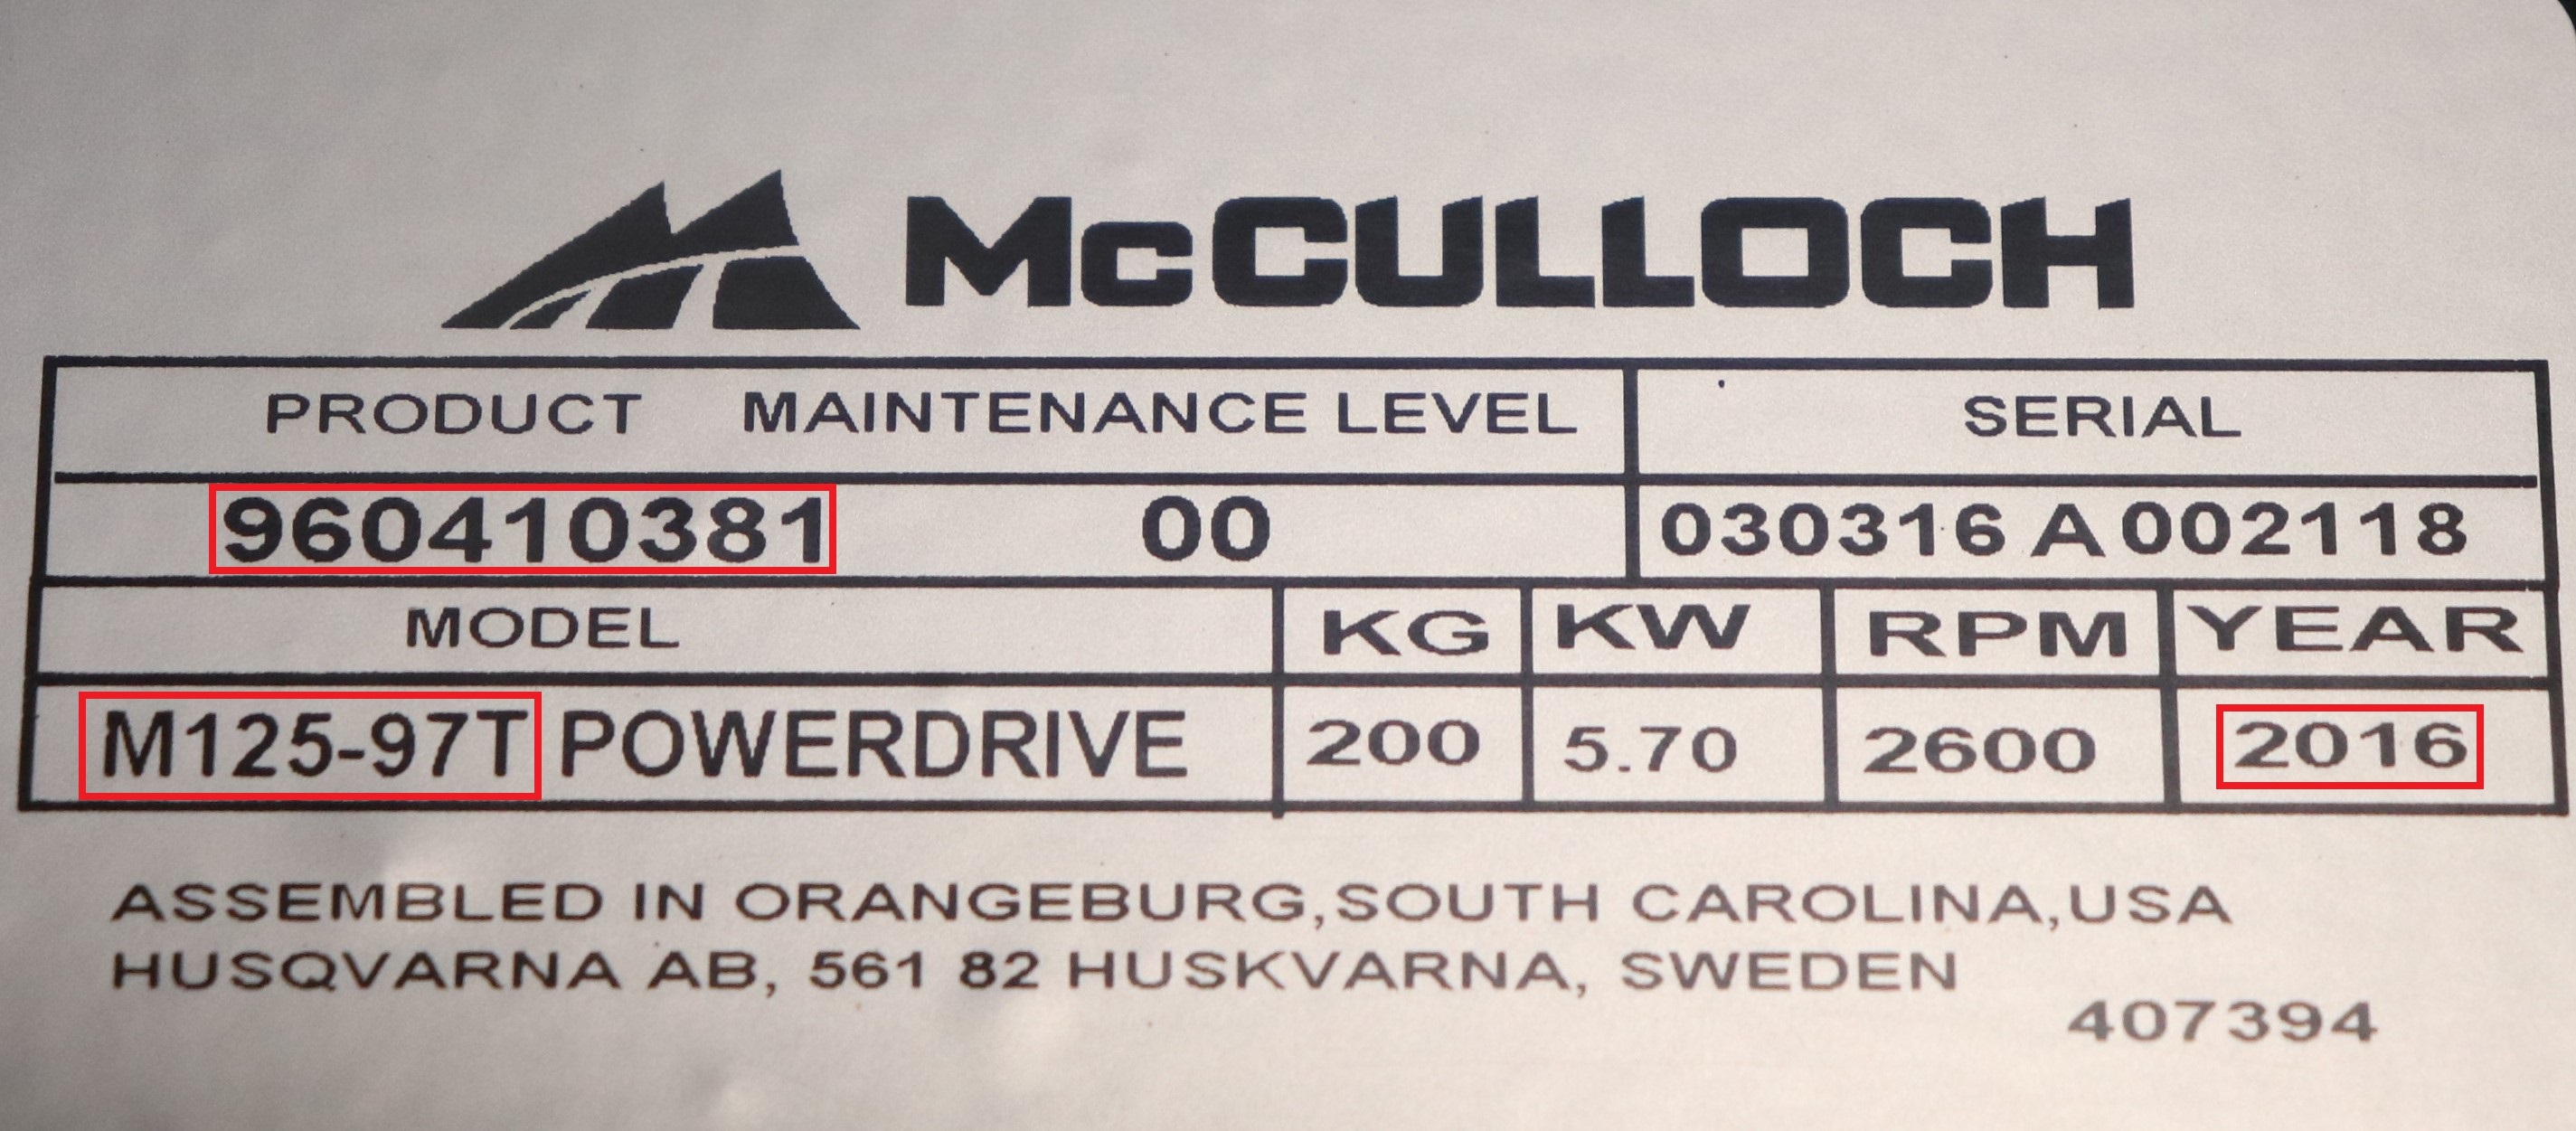 McCULLOCH
PRODUCT MAINTENANCE LEVEL SERIAL
960410381 00 030316 A 002118
MODEL KG KW RPM YEAR
M125-97T POWERDRIVE 200 5.70 2600 2016
ASSEMBLED IN ORANGEBURG,SOUTH CAROLINA,USA
HUSQVARNA AB, 561 82 HUSKVARNA, SWEDEN
407394